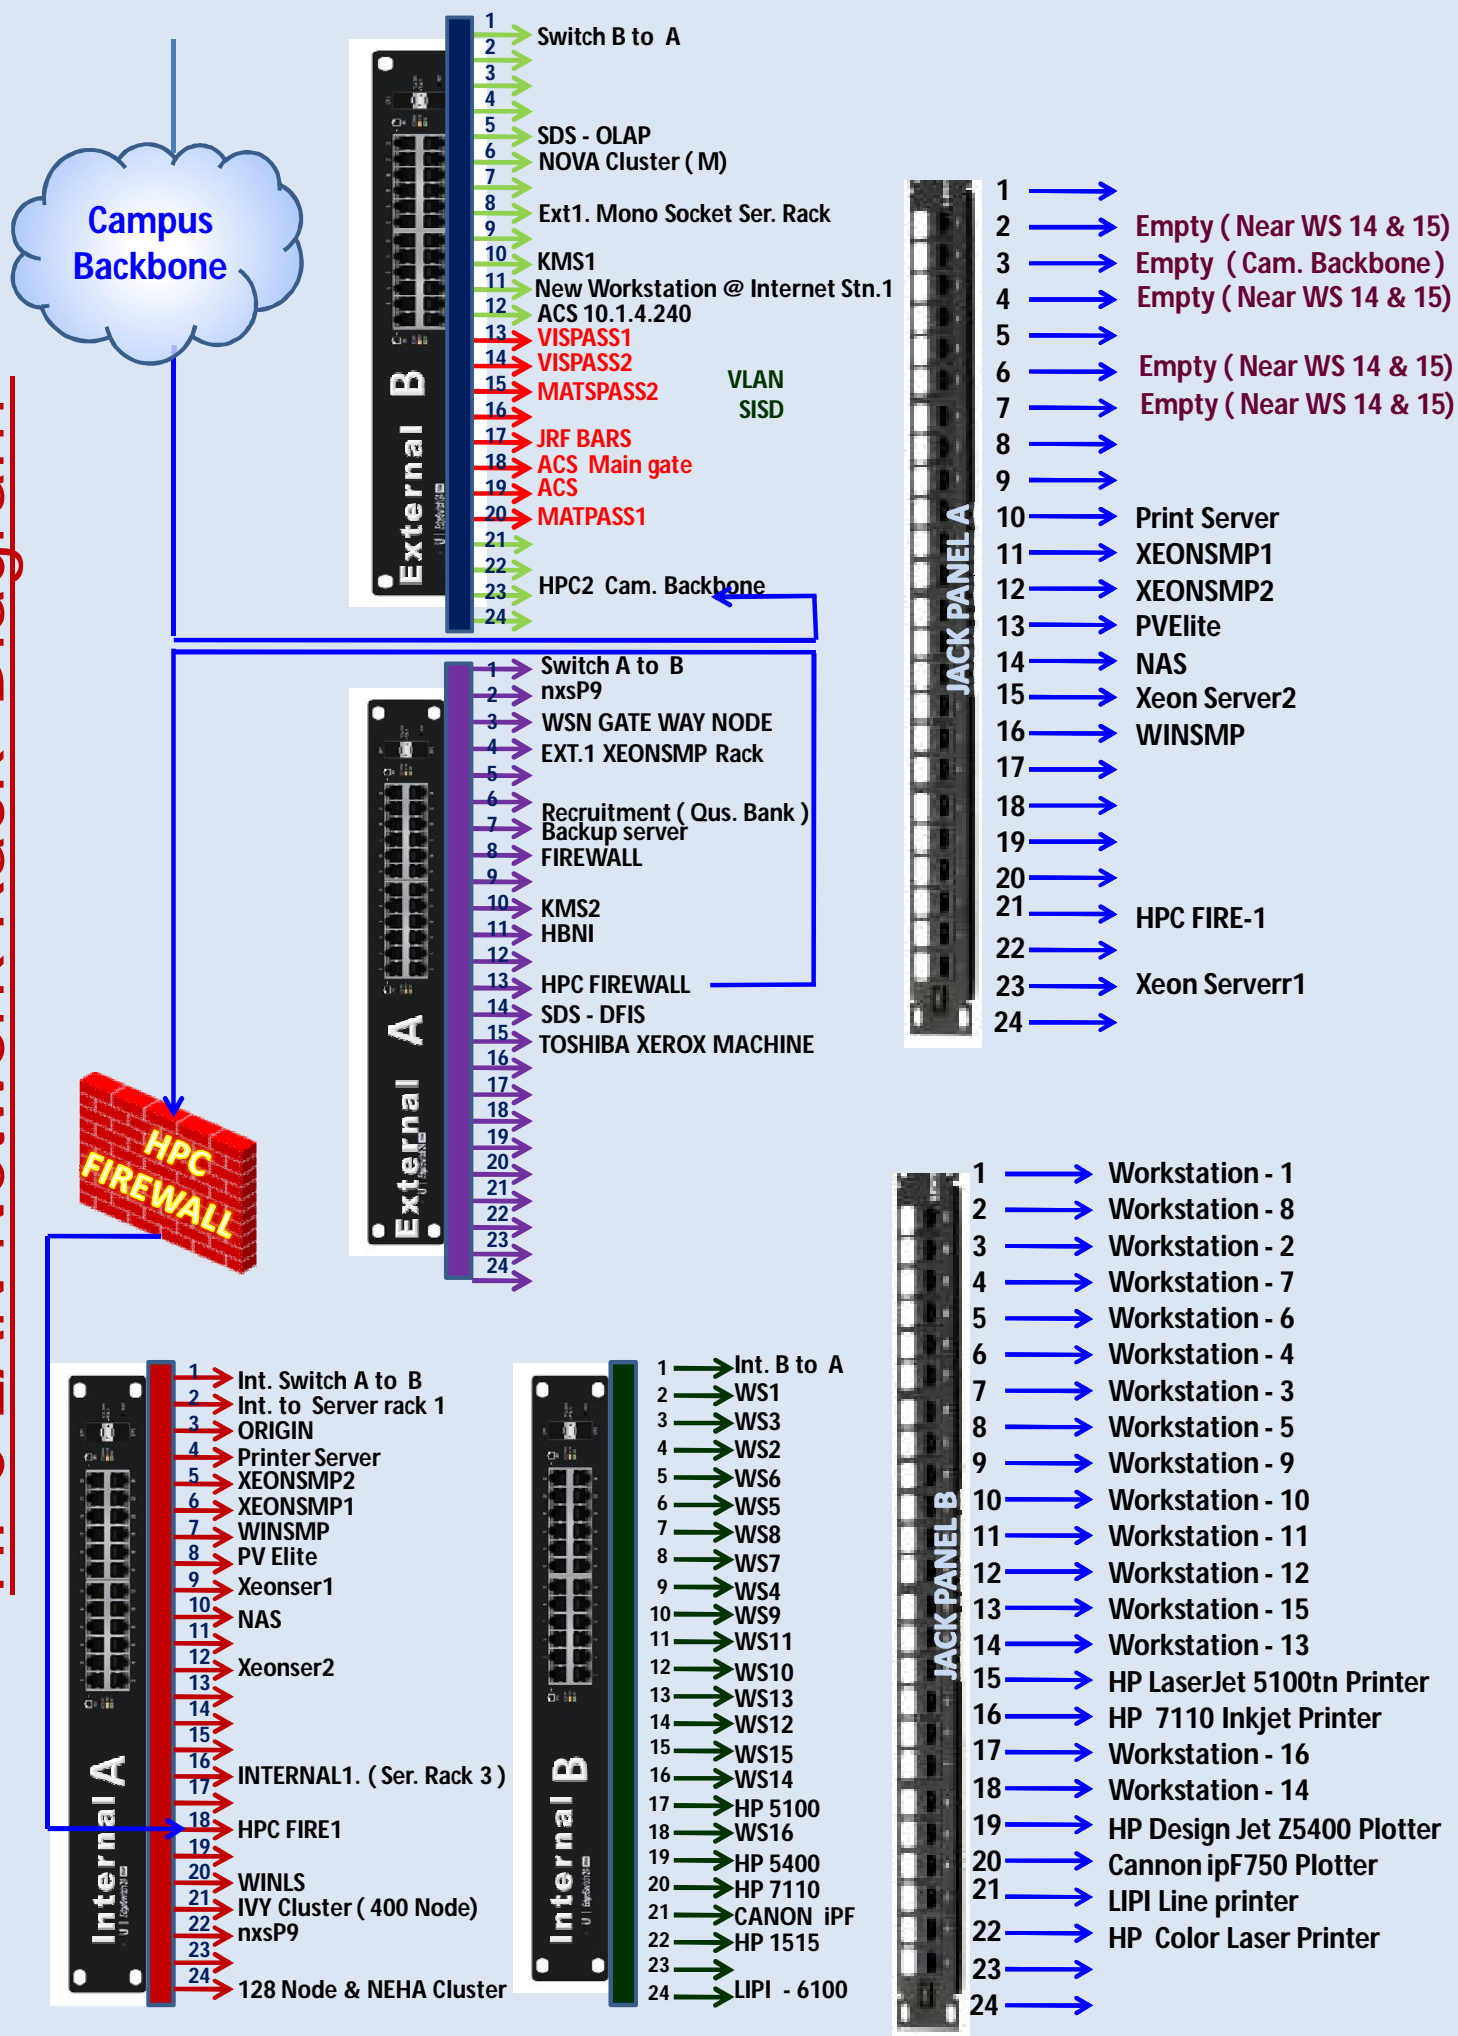 Campus
Backbone
External B
1
Switch B to A
2
3
4
5
SDS - OLAP
6
NOVA Cluster ( M)
7
8
Ext1. Mono Socket Ser. Rack
9
10
KMS1
11
New Workstation @ Internet Stn.1
12
ACS 10.1.4.240
13
VISPASS1
14
VISPASS2
15
MATSPASS2
VLAN
SISD
16
17
JRF BARS
18
ACS Main gate
19
ACS
20
MATPASS1
21
22
HPC2 Cam. Backbone
23
24
External A
1 Switch A to B
2 nxsP9
3 WSN GATE WAY NODE
4 EXT.1 XEONSMP Rack
5
6
Recruitment ( Qus. Bank )
7 Backup server
8 FIREWALL
9
10 KMS2
11 HBNI
12
13 HPC FIREWALL
14 SDS - DFIS
15 TOSHIBA XEROX MACHINE
16
17
18
19
20
21
22
23
24
HPC
FIREWALL
Internal A
1 Int. Switch A to B
2 Int. to Server rack 1
3 ORIGIN
4 Printer Server
5 XEONSMP2
6 XEONSMP1
7 WINSMP
8 PV Elite
9 Xeonser1
10 NAS
11
12 Xeonser2
13
14
15
16 INTERNAL1. ( Ser. Rack 3 )
17
18 HPC FIRE1
19
20 WINLS
21 IVY Cluster ( 400 Node)
22 nxsP9
23
24 128 Node & NEHA Cluster
Internal B
1 Int. B to A
2 WS1
3 WS3
4 WS2
5 WS6
6 WS5
7 WS8
8 WS7
9 WS4
10 WS9
11 WS11
12 WS10
13 WS13
14 WS12
15 WS15
16 WS14
17 HP 5100
18 WS16
19 HP 5400
20 HP 7110
21 CANON iPF
22 HP 1515
23
24 LIPI - 6100
JACK PANEL A
1
2 Empty ( Near WS 14 & 15)
3 Empty ( Cam. Backbone )
4 Empty ( Near WS 14 & 15)
5
6 Empty ( Near WS 14 & 15)
7 Empty ( Near WS 14 & 15)
8
9
10 Print Server
11 XEONSMP1
12 XEONSMP2
13 PVElite
14 NAS
15 Xeon Server2
16 WINSMP
17
18
19
20
21 HPC FIRE-1
22
23 Xeon Serverr1
24
JACK PANEL B
1 Workstation - 1
2 Workstation - 8
3 Workstation - 2
4 Workstation - 7
5 Workstation - 6
6 Workstation - 4
7 Workstation - 3
8 Workstation - 5
9 Workstation - 9
10 Workstation - 10
11 Workstation - 11
12 Workstation - 12
13 Workstation - 15
14 Workstation - 13
15 HP LaserJet 5100tn Printer
16 HP 7110 Inkjet Printer
17 Workstation - 16
18 Workstation - 14
19 HP Design Jet Z5400 Plotter
20 Cannon ipF750 Plotter
21 LIPI Line printer
22 HP Color Laser Printer
23
24